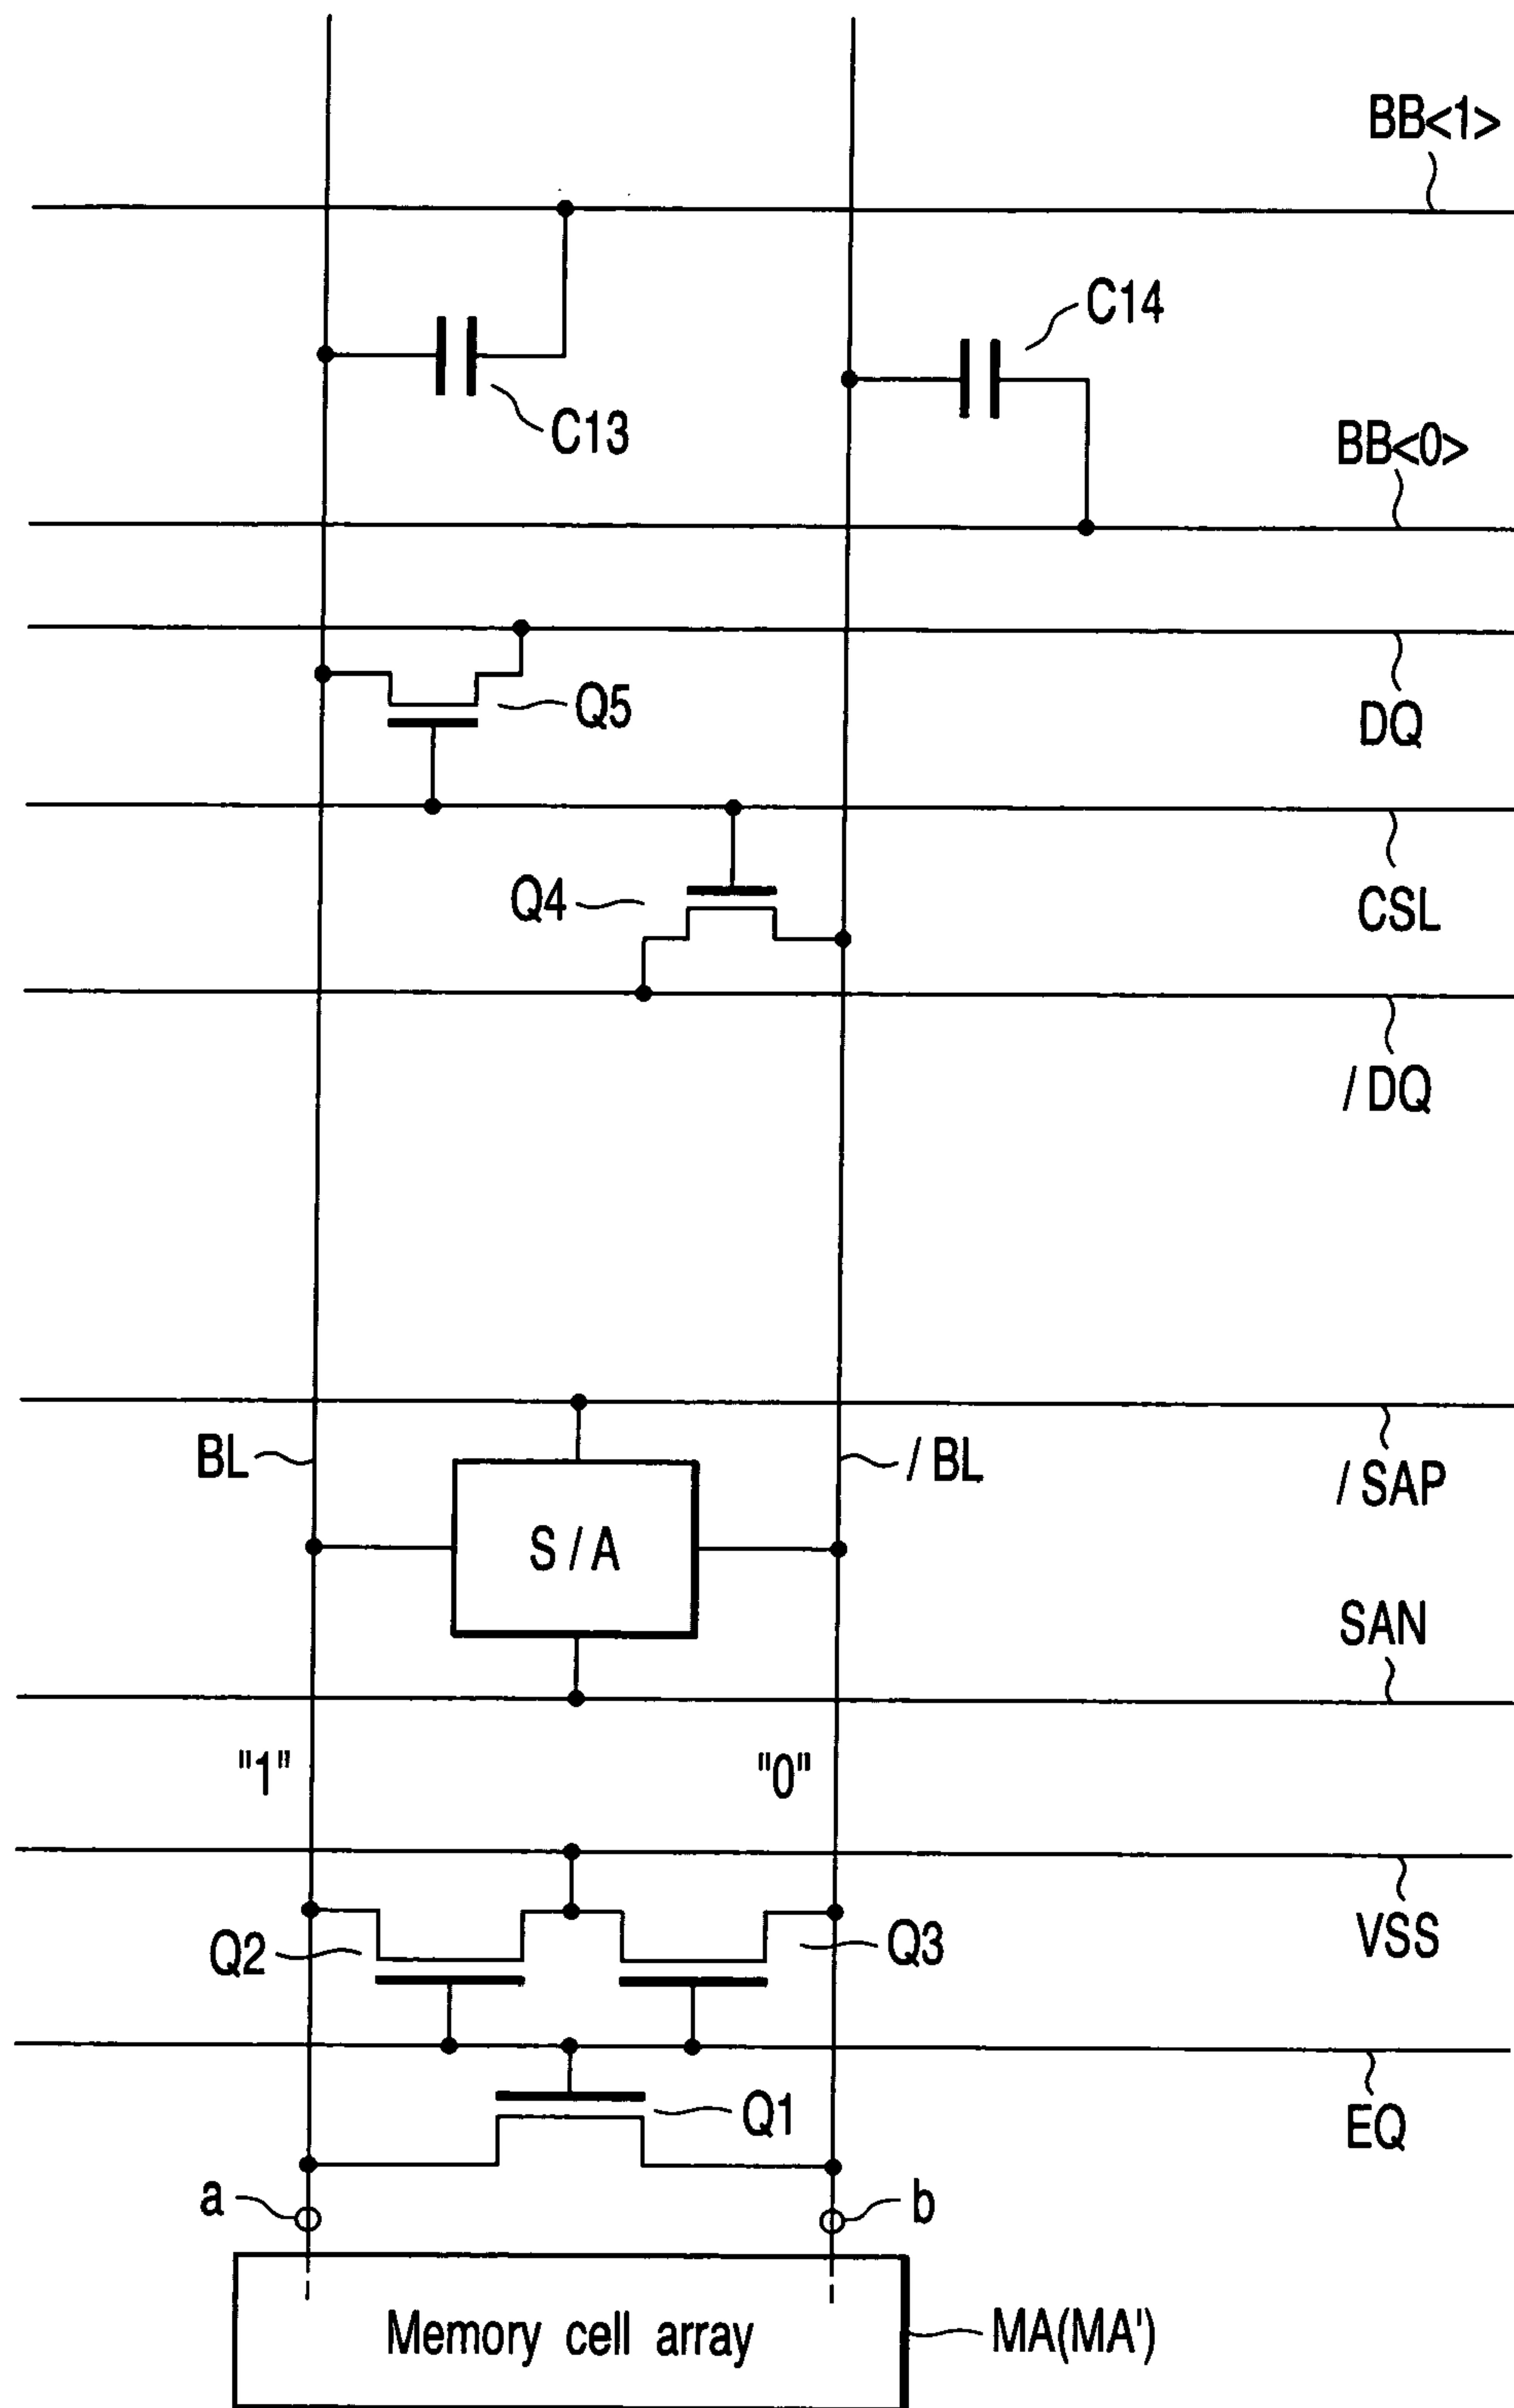 BB<1>
C14
C13
BB<0>
Q5
DQ
Q4
CSL
/ DQ
BL
/ BL
/ SAP
S / A
SAN
"1"
"0"
Q2
Q3
VSS
Q1
EQ
a
b
Memory cell array
MA(MA')